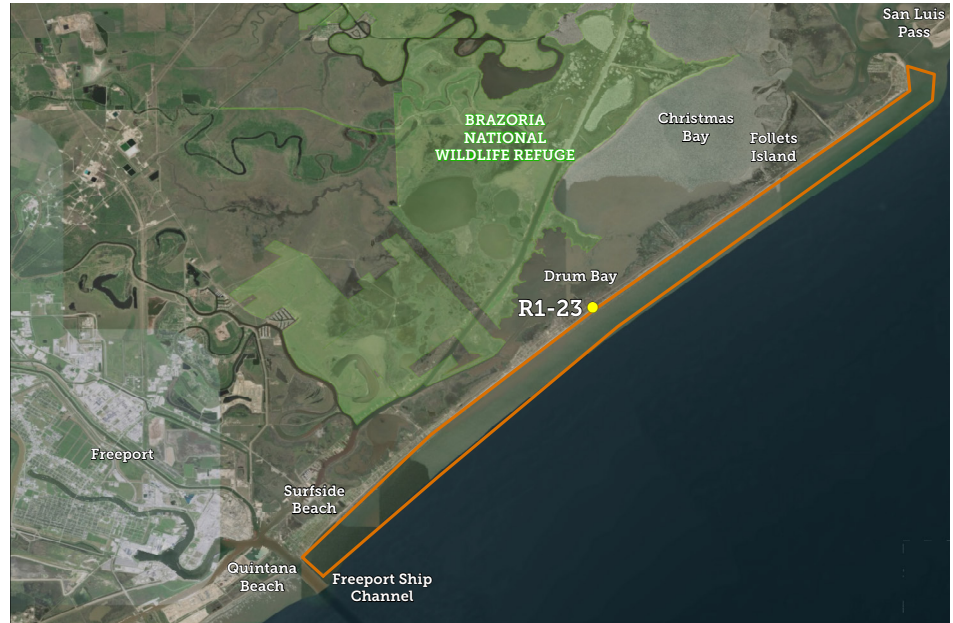 San Luis
Pass
BRAZORIA
NATIONAL
WILDLIFE REFUGE
Christmas
Bay
Follets
Island
Drum Bay
R1-23
Freeport
Surfside
Beach
Quintana
Beach
Freeport Ship
Channel